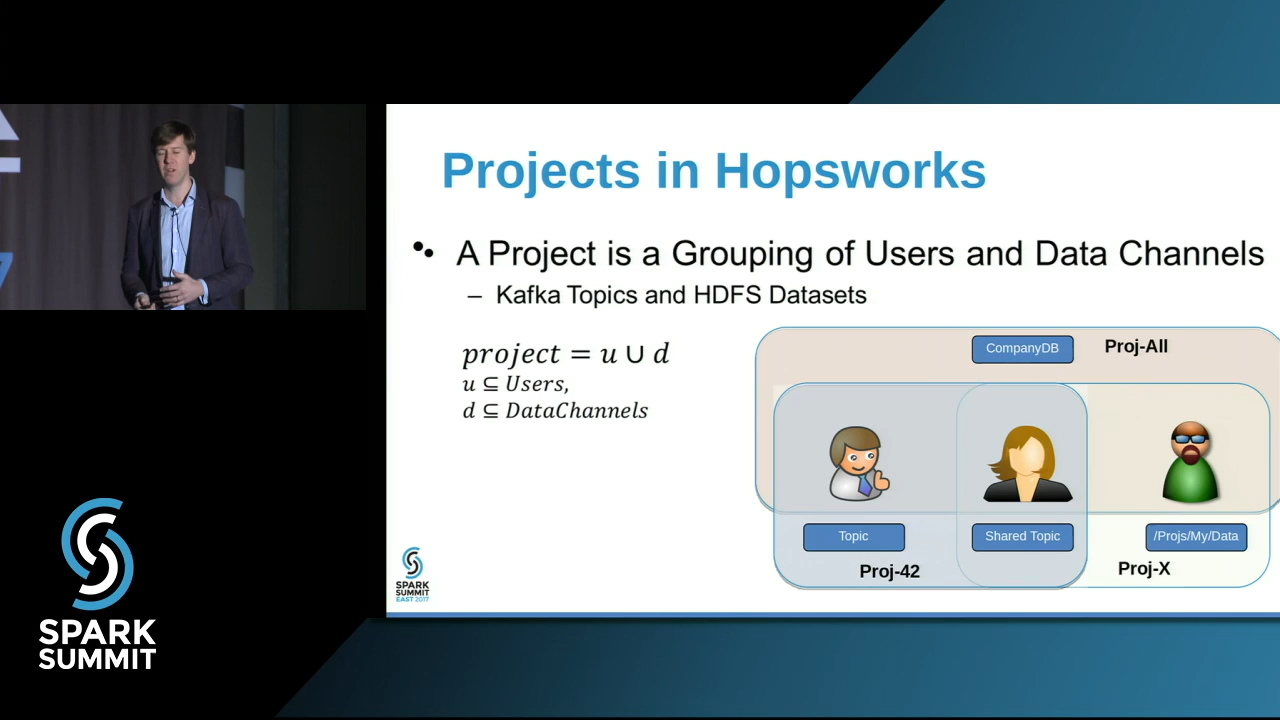 Projects in Hopsworks
•• A Project is a Grouping of Users and Data Channels
– Kafka Topics and HDFS Datasets
project = u ∪ d
u ⊆ Users,
d ⊆ DataChannels
CompanyDB
Proj-All
Topic
Shared Topic
/Projs/My/Data
Proj-42
Proj-X
SPARK
SUMMIT
EAST 2017
SPARK
SUMMIT